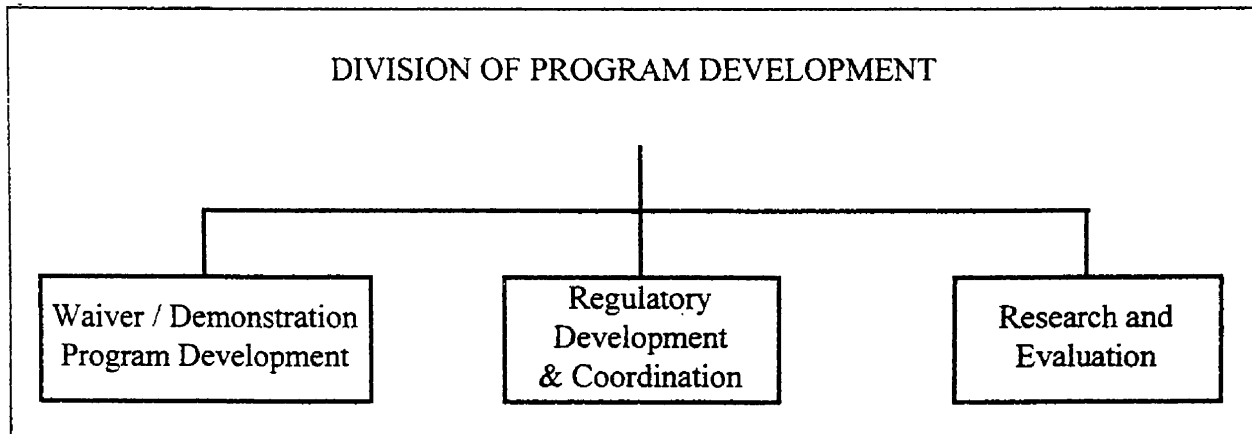 DIVISION OF PROGRAM DEVELOPMENT
Waiver / Demonstration
Program Development
Regulatory
Development
& Coordination
Research and
Evaluation